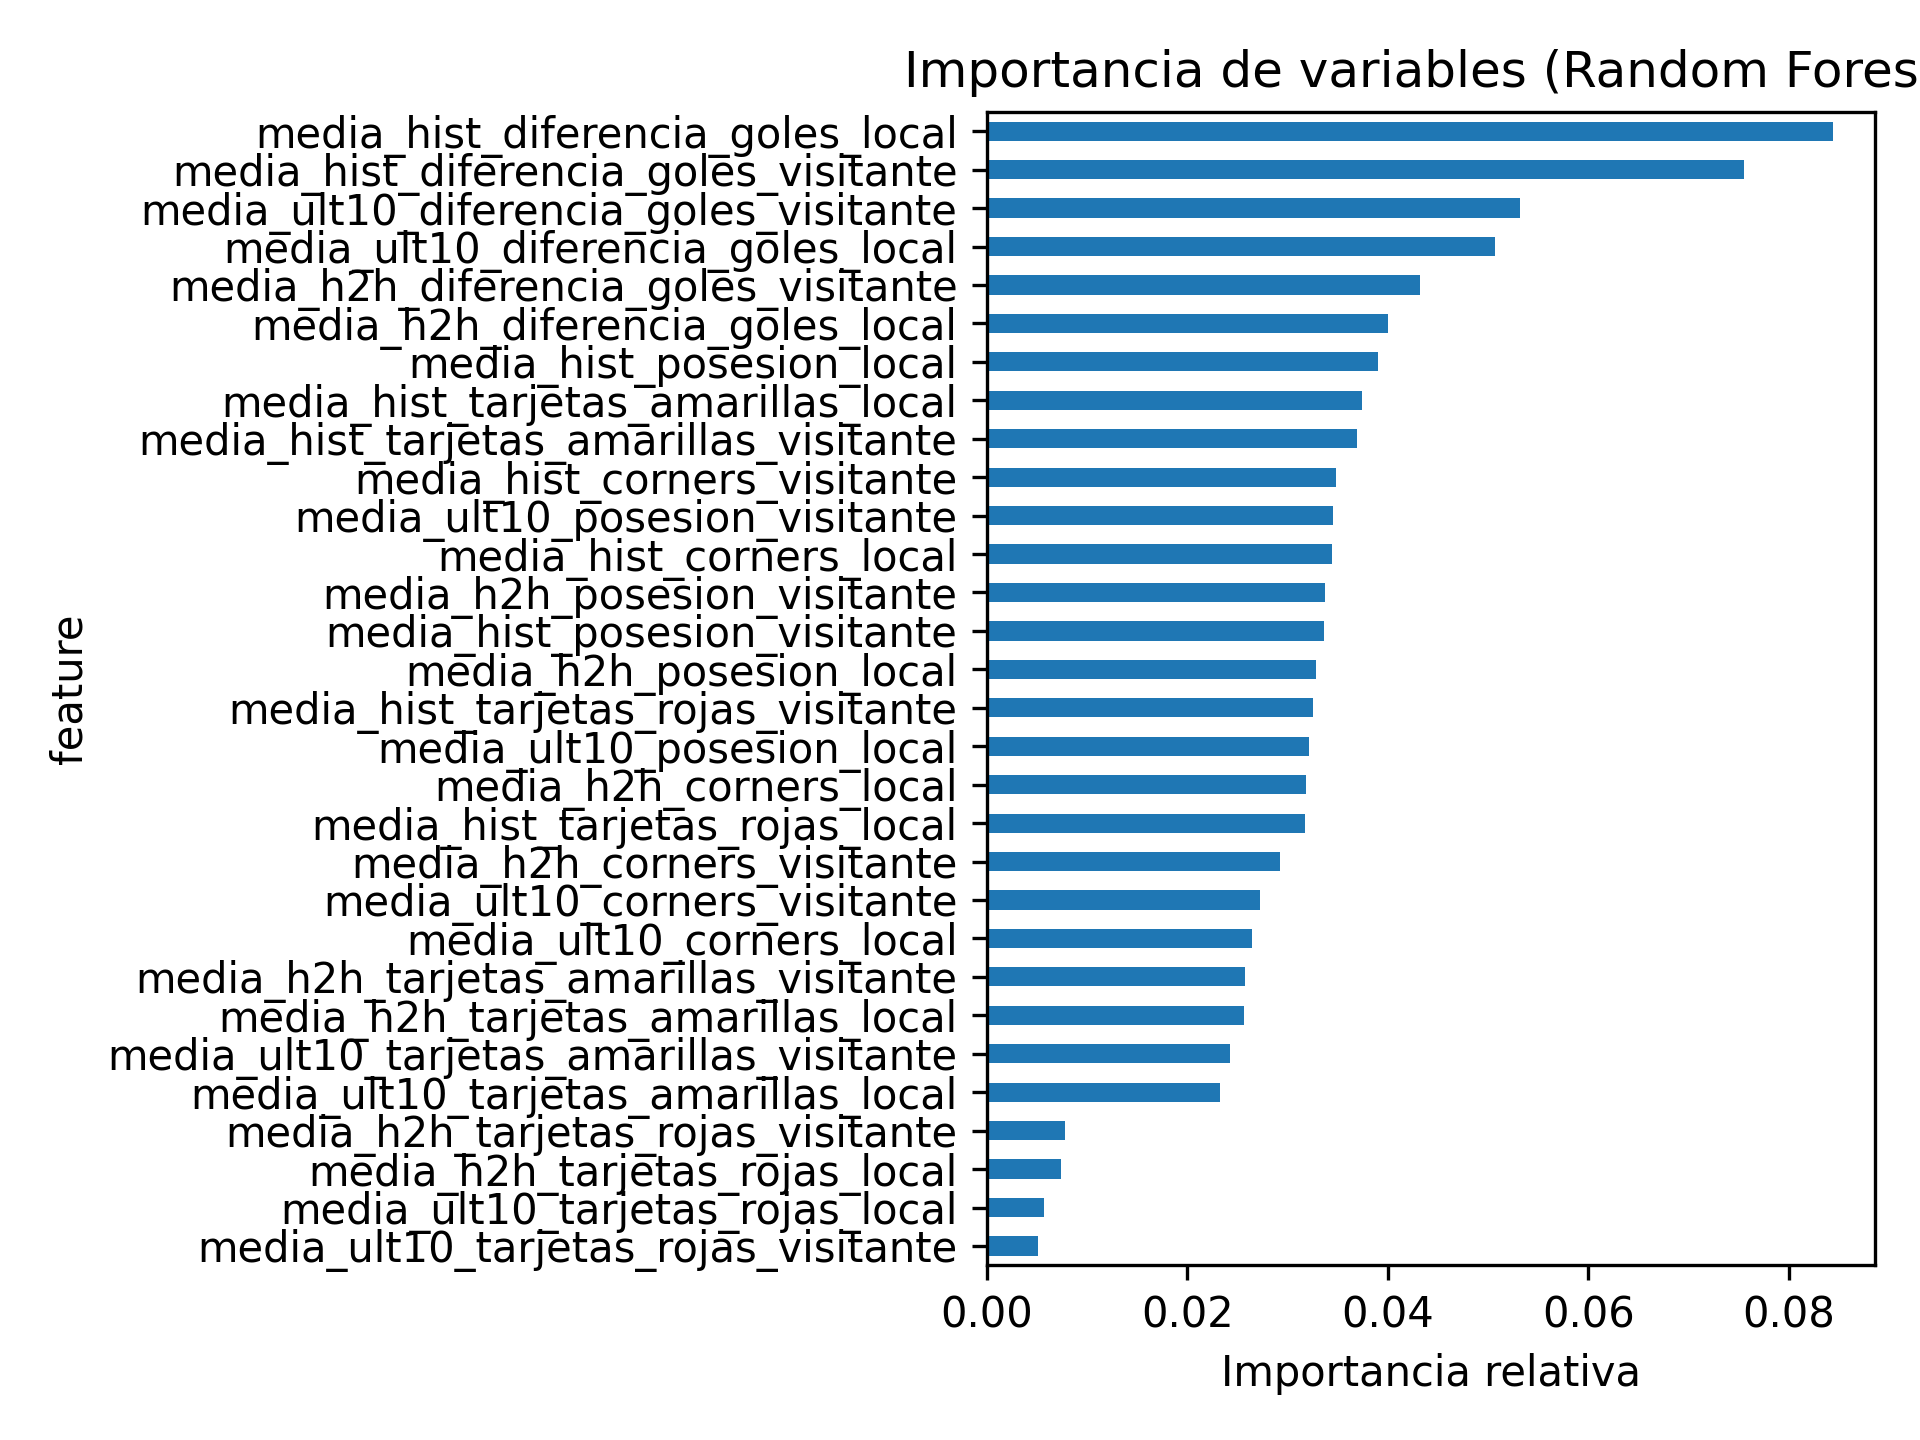 Importancia de variables (Random Fores
media_hist_diferencia_goles_local
media_hist_diferencia_goles_visitante
media_ult10_diferencia_goles_visitante
media_ult10_diferencia_goles_local
media_h2h_diferencia_goles_visitante
media_h2h_diferencia_goles_local
media_hist_posesion_local
media_hist_tarjetas_amarillas_local
media_hist_tarjetas_amarillas_visitante
media_hist_corners_visitante
media_ult10_posesion_visitante
media_hist_corners_local
media_h2h_posesion_visitante
media_hist_posesion_visitante
media_h2h_posesion_local
media_hist_tarjetas_rojas_visitante
media_ult10_posesion_local
media_h2h_corners_local
media_hist_tarjetas_rojas_local
media_h2h_corners_visitante
media_ult10_corners_visitante
media_ult10_corners_local
media_h2h_tarjetas_amarillas_visitante
media_h2h_tarjetas_amarillas_local
media_ult10_tarjetas_amarillas_visitante
media_ult10_tarjetas_amarillas_local
media_h2h_tarjetas_rojas_visitante
media_h2h_tarjetas_rojas_local
media_ult10_tarjetas_rojas_local
media_ult10_tarjetas_rojas_visitante
feature
0.00 0.02 0.04 0.06 0.08
Importancia relativa